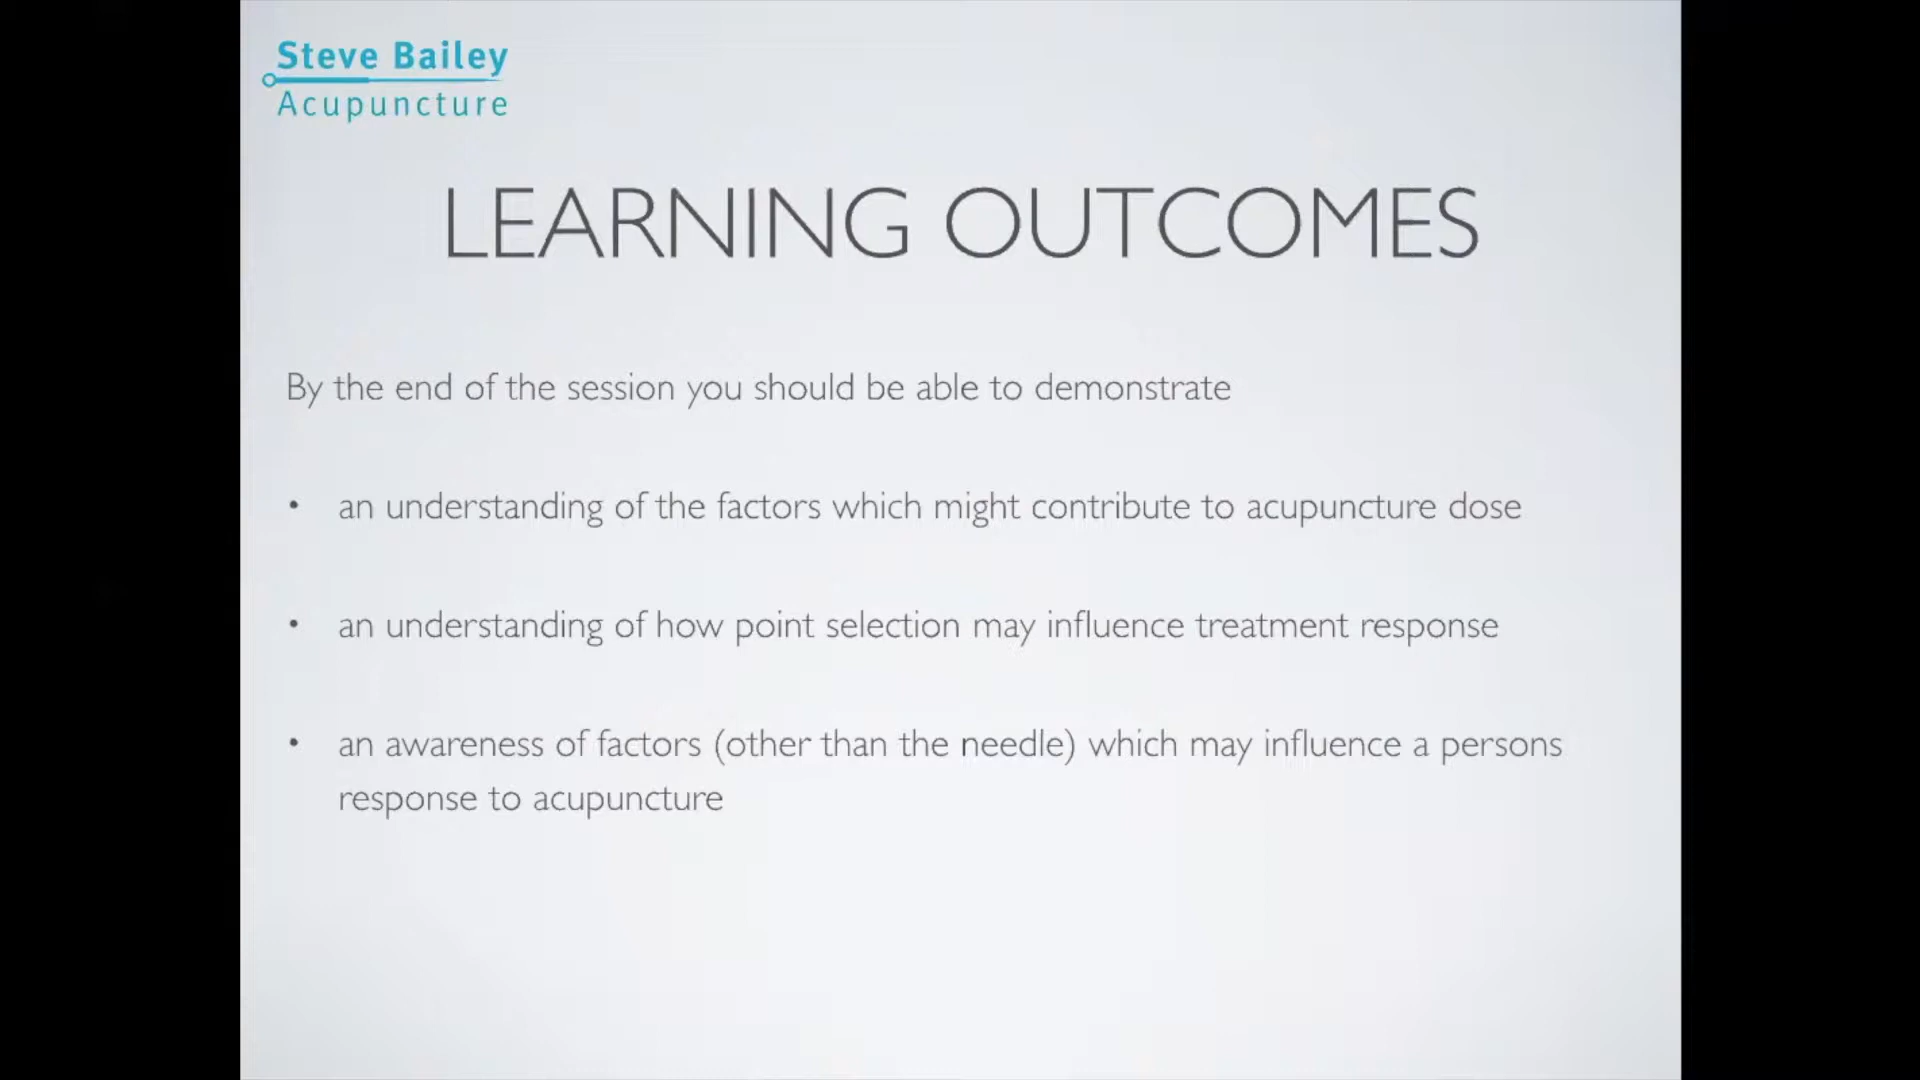 Steve Bailey
Acupuncture
LEARNING OUTCOMES
By the end of the session you should be able to demonstrate
• an understanding of the factors which might contribute to acupuncture dose
• an understanding of how point selection may influence treatment response
• an awareness of factors (other than the needle) which may influence a persons
response to acupuncture